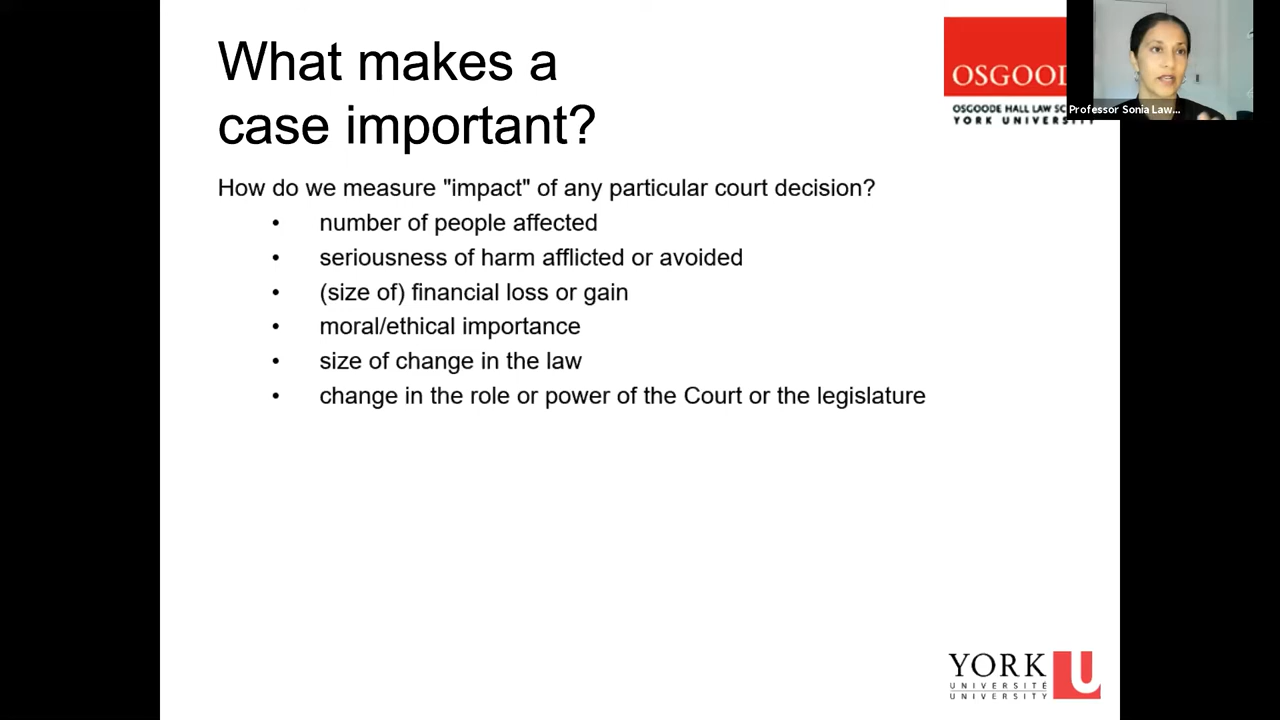 What makes a
case important?
How do we measure "impact" of any particular court decision?
• number of people affected
• seriousness of harm afflicted or avoided
• (size of) financial loss or gain
• moral/ethical importance
• size of change in the law
• change in the role or power of the Court or the legislature
OSGOOD
OSGOODE HALL LAW SC
YORK UNIVERSITY
Professor Sonia Law...
YORK U
UNIVERSITÉ
UNIVERSITY